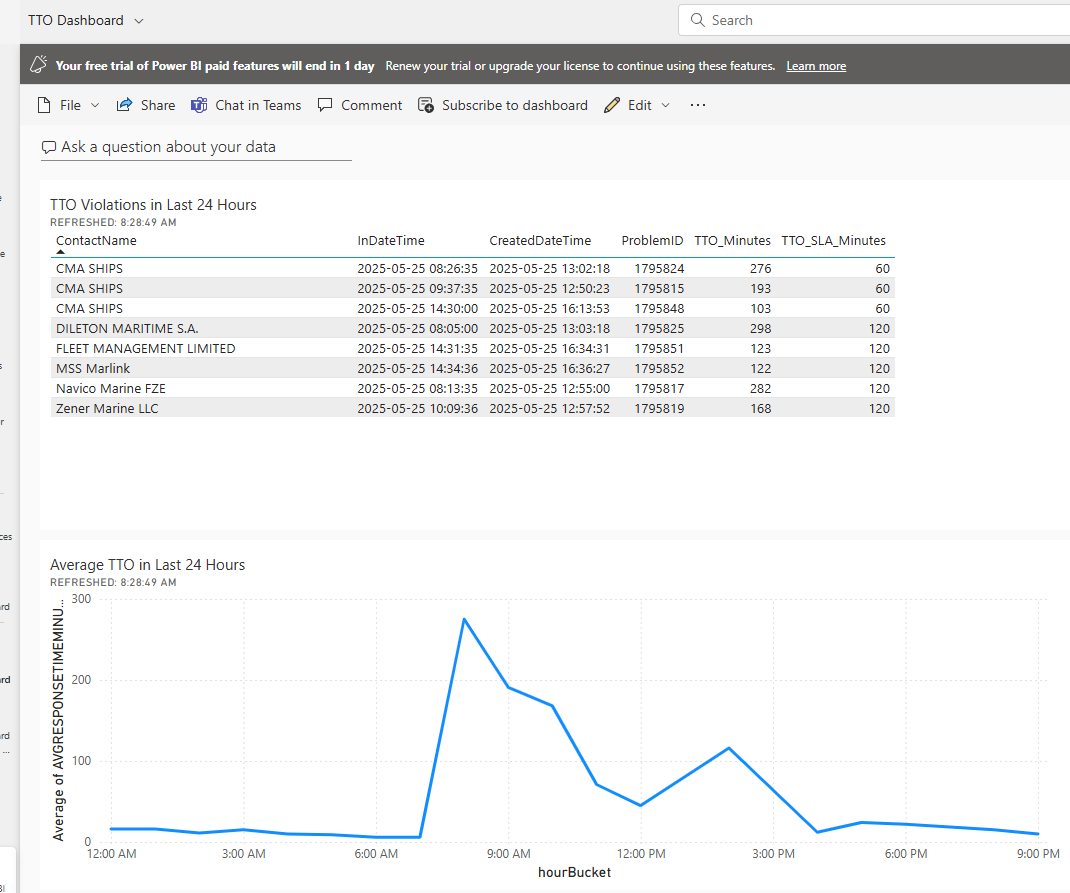 TTO Dashboard
Search
Your free trial of Power BI paid features will end in 1 day Renew your trial or upgrade your license to continue using these features. Learn more
File Share Chat in Teams Comment Subscribe to dashboard Edit ...
Ask a question about your data
TTO Violations in Last 24 Hours
REFRESHED: 8:28:49 AM
ContactName InDateTime CreatedDateTime ProblemID TTO_Minutes TTO_SLA_Minutes
CMA SHIPS 2025-05-25 08:26:35 2025-05-25 13:02:18 1795824 276 60
CMA SHIPS 2025-05-25 09:37:35 2025-05-25 12:50:23 1795815 193 60
CMA SHIPS 2025-05-25 14:30:00 2025-05-25 16:13:53 1795848 103 60
DILETON MARITIME S.A. 2025-05-25 08:05:00 2025-05-25 13:03:18 1795825 298 120
FLEET MANAGEMENT LIMITED 2025-05-25 14:31:35 2025-05-25 16:34:31 1795851 123 120
MSS Marlink 2025-05-25 14:34:36 2025-05-25 16:36:27 1795852 122 120
Navico Marine FZE 2025-05-25 08:13:35 2025-05-25 12:55:00 1795817 282 120
Zener Marine LLC 2025-05-25 10:09:36 2025-05-25 12:57:52 1795819 168 120
Average TTO in Last 24 Hours
REFRESHED: 8:28:49 AM
Average of AVGRESPONSETIMEMINU...
300
200
100
0
12:00 AM 3:00 AM 6:00 AM 9:00 AM 12:00 PM 3:00 PM 6:00 PM 9:00 PM
hourBucket